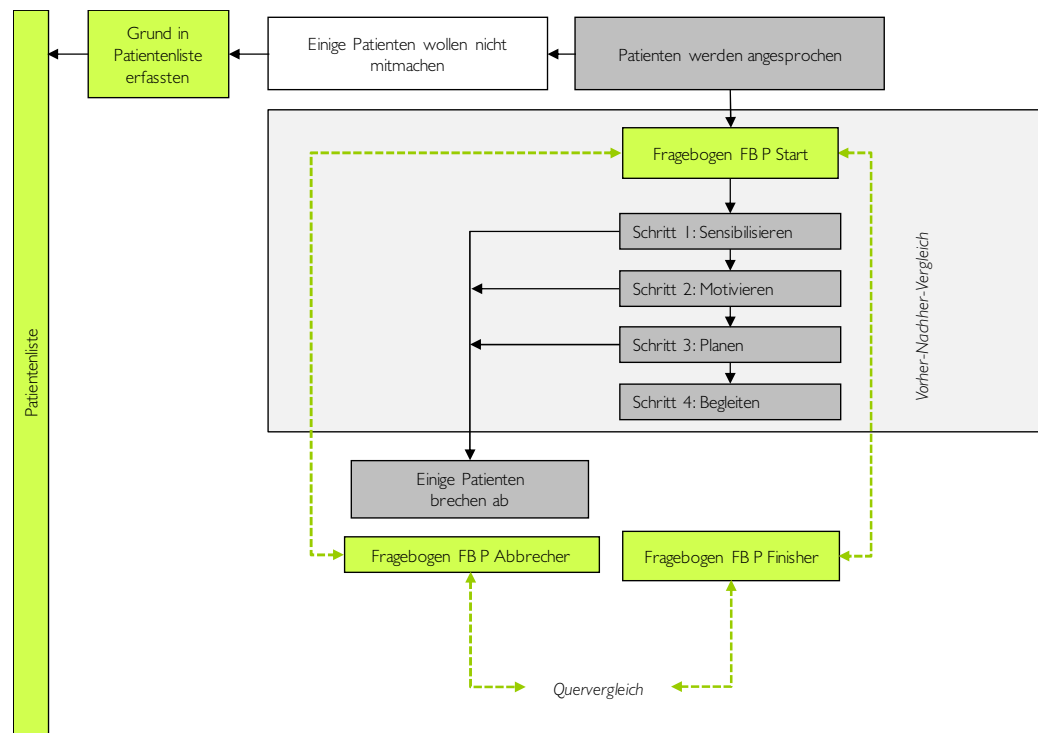 Grund in
Patientenliste
erfassten
Einige Patienten wollen nicht
mitmachen
Patienten werden angesprochen
Fragebogen FB P Start
Schritt 1: Sensibilisieren
Schritt 2: Motivieren
Schritt 3: Planen
Schritt 4: Begleiten
Vorher-Nachher-Vergleich
Patientenliste
Einige Patienten
brechen ab
Fragebogen FB P Abbrecher
Fragebogen FB P Finisher
Quervergleich